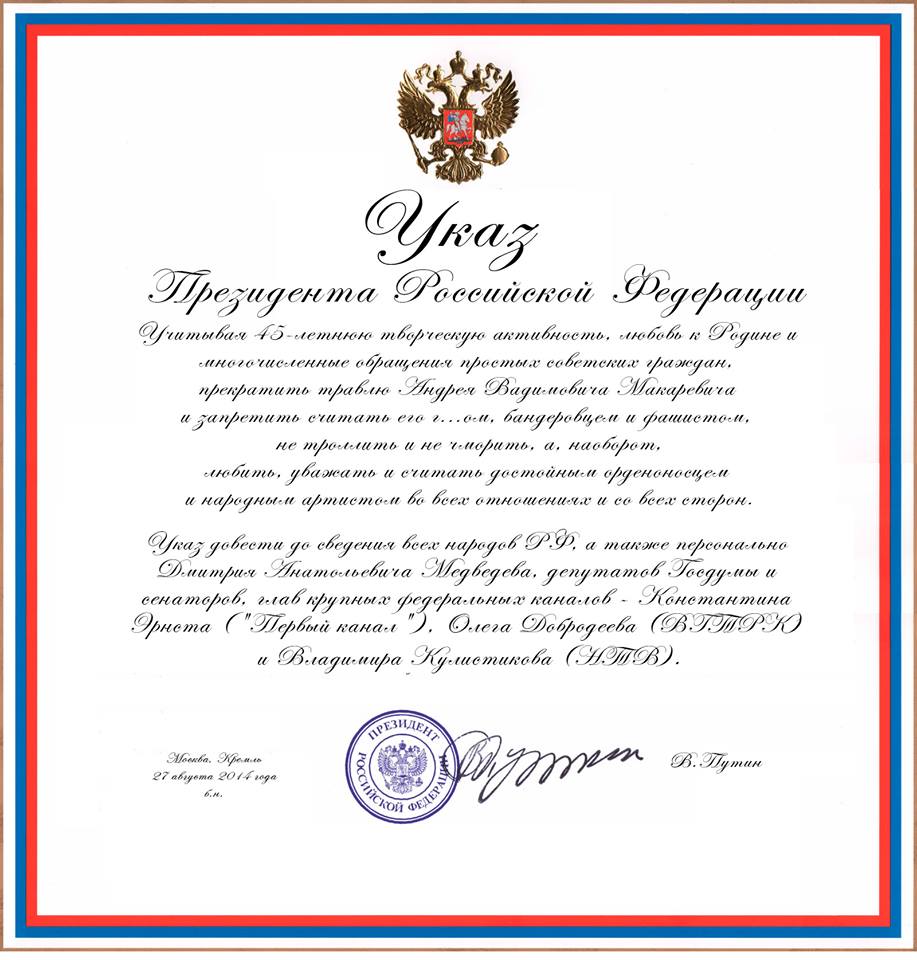 Указ
Президента Российской Федерации
Учитывая 45-летнюю творческую активность, любовь к Родине и
многочисленные обращения простых советских граждан,
прекратить травлю Андрея Вадимовича Макаревича
и запретить считать его г...ом, бандеровцем и фашистом,
не троллить и не чморить, а, наоборот,
любить, уважать и считать достойным орденоносцем
и народным артистом во всех отношениях и со всех сторон.
Указ довести до сведения всех народов РФ, а также персонально
Дмитрия Анатольевича Медведева, депутатов Госдумы и
сенаторов, глав крупных федеральных каналов - Константина
Эрнста ("Первый канал "), Олега Добродеева (ВГТРК)
и Владимира Кулистикова (НТВ).
Москва, Кремль
27 августа 2014 года
б.н.
ПРЕЗИДЕНТ
РОССИЙСКОЙ ФЕДЕРАЦИИ
В.Путин